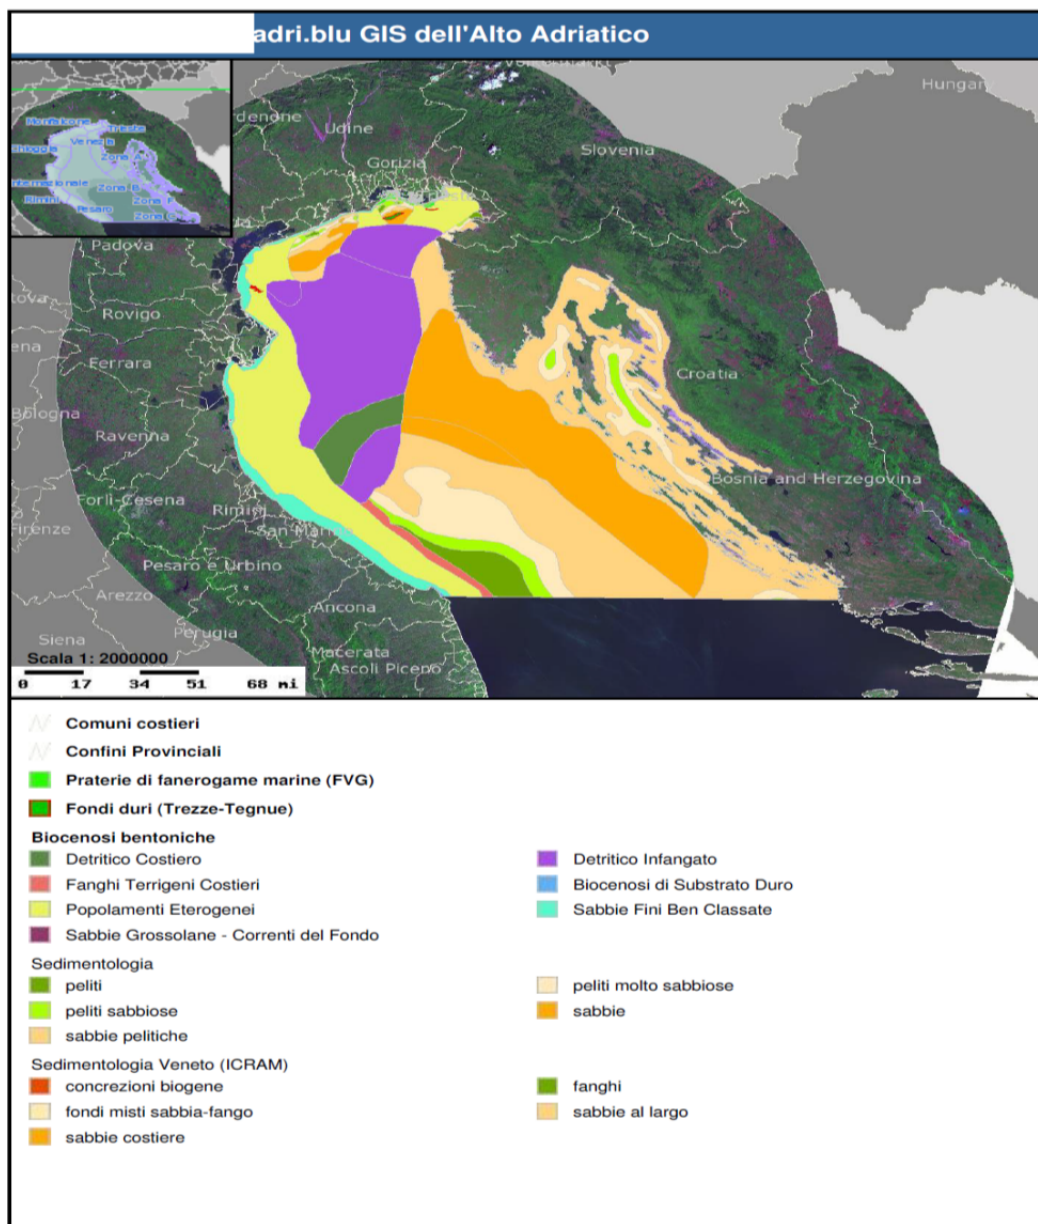 adri.blu GIS dell'Alto Adriatico
Hungar
Udine
Slovenia
Gorizia
Monfalcone
Trieste
Venezia
Chioggia
Zona A
Zona B
Rimini
Pesaro
Padova
Rovigo
Ferrara
Croatia
Bologna
Ravenna
Bosnia and Herzegovina
Forlì-Cesena
Rimini
Firenze
San Marino
Pesaro e Urbino
Arezzo
Ancona
Perugia
Siena
Macerata
Ascoli Piceno
Scala 1: 2000000
0 17 34 51 68 mi
Comuni costieri
Confini Provinciali
Praterie di fanerogame marine (FVG)
Fondi duri (Trezze-Tegnue)
Biocenosi bentoniche
Detritico Costiero
Detritico Infangato
Fanghi Terrigeni Costieri
Biocenosi di Substrato Duro
Popolamenti Eterogenei
Sabbie Fini Ben Classate
Sabbie Grossolane - Correnti del Fondo
Sedimentologia
peliti
peliti molto sabbiose
peliti sabbiose
sabbie
sabbie pelitiche
Sedimentologia Veneto (ICRAM)
concrezioni biogene
fanghi
fondi misti sabbia-fango
sabbie al largo
sabbie costiere